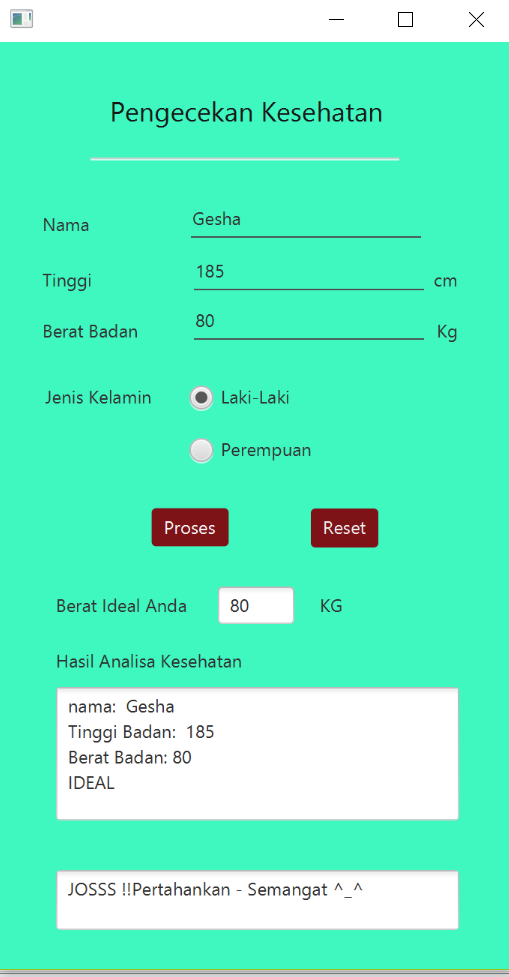 Pengecekan Kesehatan
Nama Gesha
Tinggi 185 cm
Berat Badan 80 Kg
Jenis Kelamin Laki-Laki
Perempuan
Proses Reset
Berat Ideal Anda 80 KG
Hasil Analisa Kesehatan
nama:  Gesha
Tinggi Badan:  185
Berat Badan: 80
IDEAL
JOSSS !!Pertahankan - Semangat ^_^